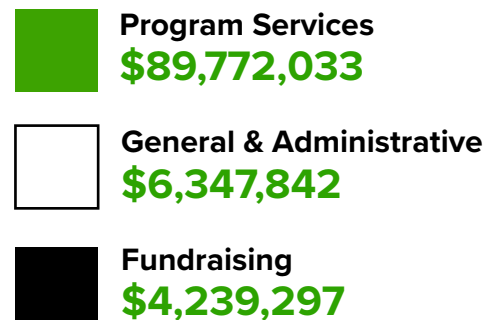 Program Services
$89,772,033
General & Administrative
$6,347,842
Fundraising
$4,239,297